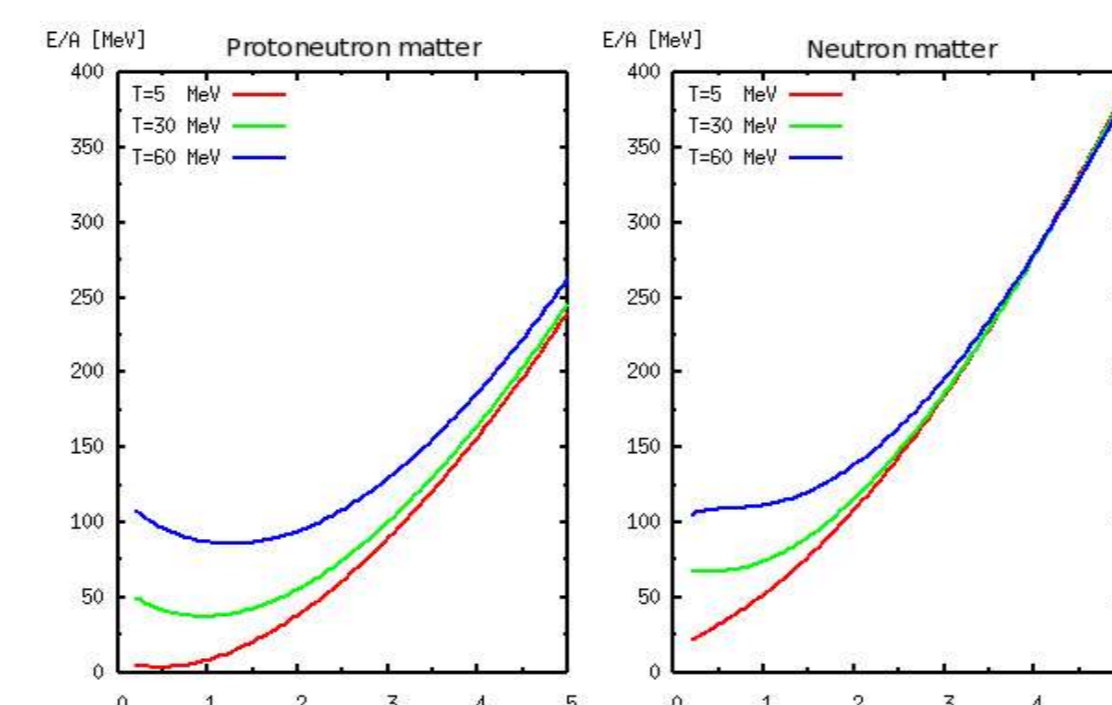 E/A [MeV]
Protoneutron matter
400
T=5 MeV
T=30 MeV
T=60 MeV
350
300
250
200
150
100
50
0
0 1 2 3 4 5
E/A [MeV]
Neutron matter
400
T=5 MeV
T=30 MeV
T=60 MeV
350
300
250
200
150
100
50
0
0 1 2 3 4